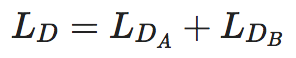 $L_D = L_{D_A} + L_{D_B}$